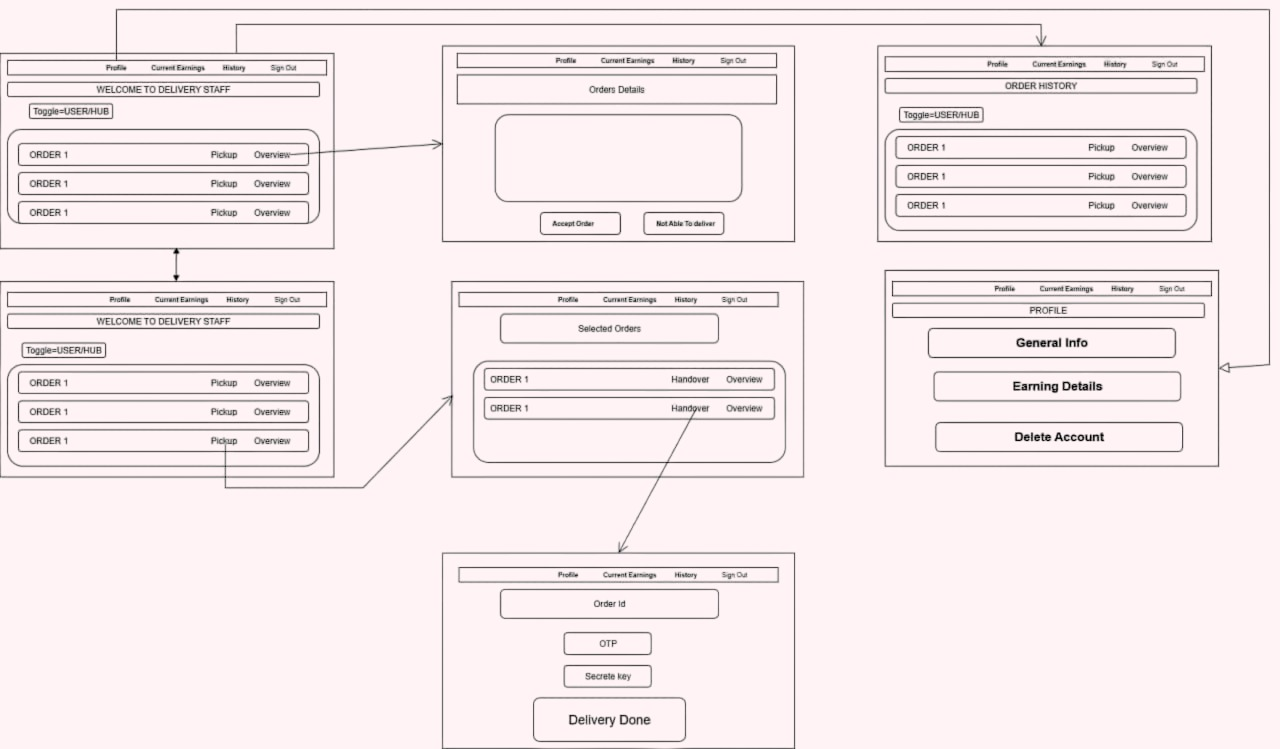 Profile Current Earnings History Sign Out
WELCOME TO DELIVERY STAFF
Toggle=USER/HUB
ORDER 1 Pickup Overview
ORDER 1 Pickup Overview
ORDER 1 Pickup Overview
Profile Current Earnings History Sign Out
Orders Details
Accept Order Not Able To deliver
Profile Current Earnings History Sign Out
ORDER HISTORY
Toggle=USER/HUB
ORDER 1 Pickup Overview
ORDER 1 Pickup Overview
ORDER 1 Pickup Overview
Profile Current Earnings History Sign Out
WELCOME TO DELIVERY STAFF
Toggle=USER/HUB
ORDER 1 Pickup Overview
ORDER 1 Pickup Overview
ORDER 1 Pickup Overview
Profile Current Earnings History Sign Out
Selected Orders
ORDER 1 Handover Overview
ORDER 1 Handover Overview
Profile Current Earnings History Sign Out
PROFILE
General Info
Earning Details
Delete Account
Profile Current Earnings History Sign Out
Order Id
OTP
Secrete key
Delivery Done